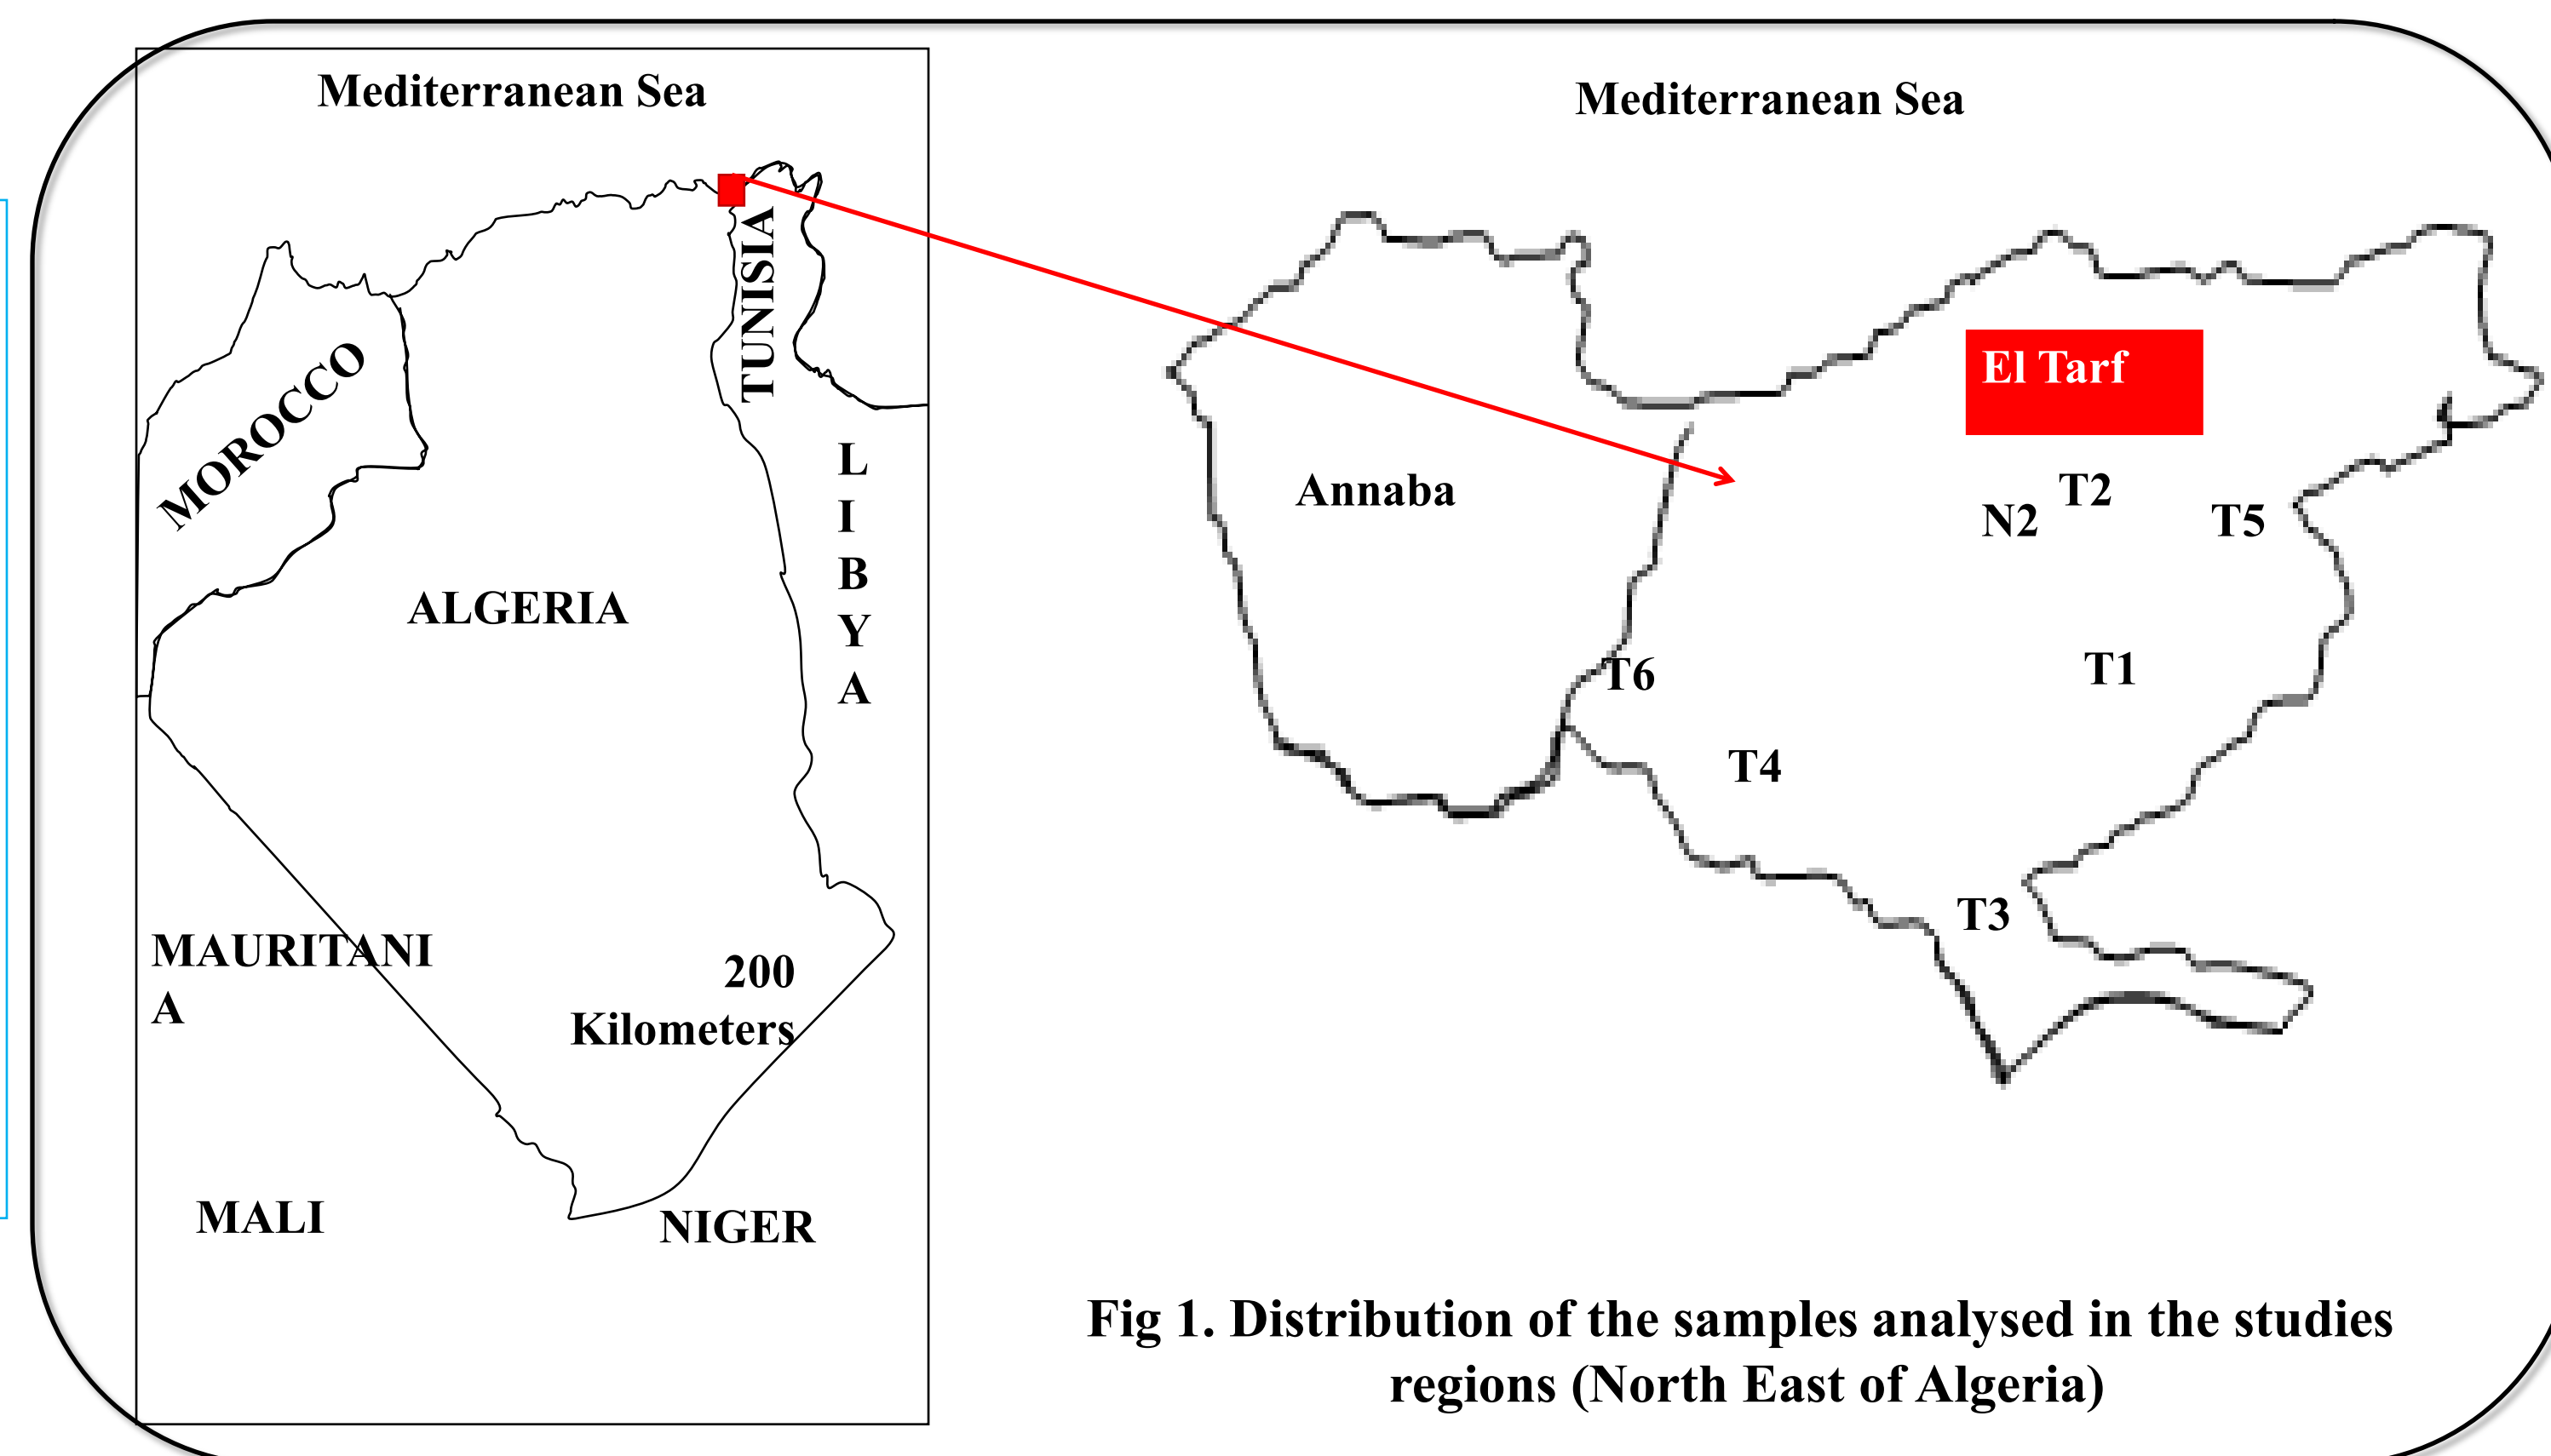 Mediterranean Sea
TUNISIA
MOROCCO
L
I
B
Y
A
ALGERIA
MAURITANI
A
200
Kilometers
MALI
NIGER
Mediterranean Sea
El Tarf
Annaba
T2
N2
T5
T6
T1
T4
T3
Fig 1. Distribution of the samples analysed in the studies
regions (North East of Algeria)